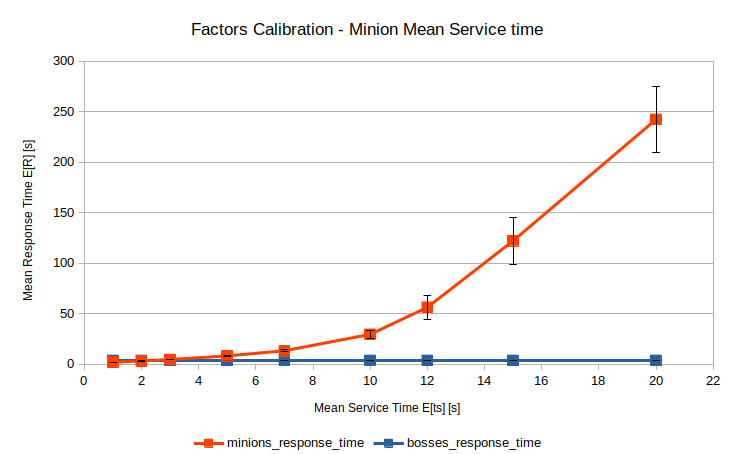 Factors Calibration - Minion Mean Service time
300
250
200
150
100
50
0
Mean Response Time E[R] [s]
0 2 4 6 8 10 12 14 16 18 20 22
Mean Service Time E[ts] [s]
minions_response_time bosses_response_time